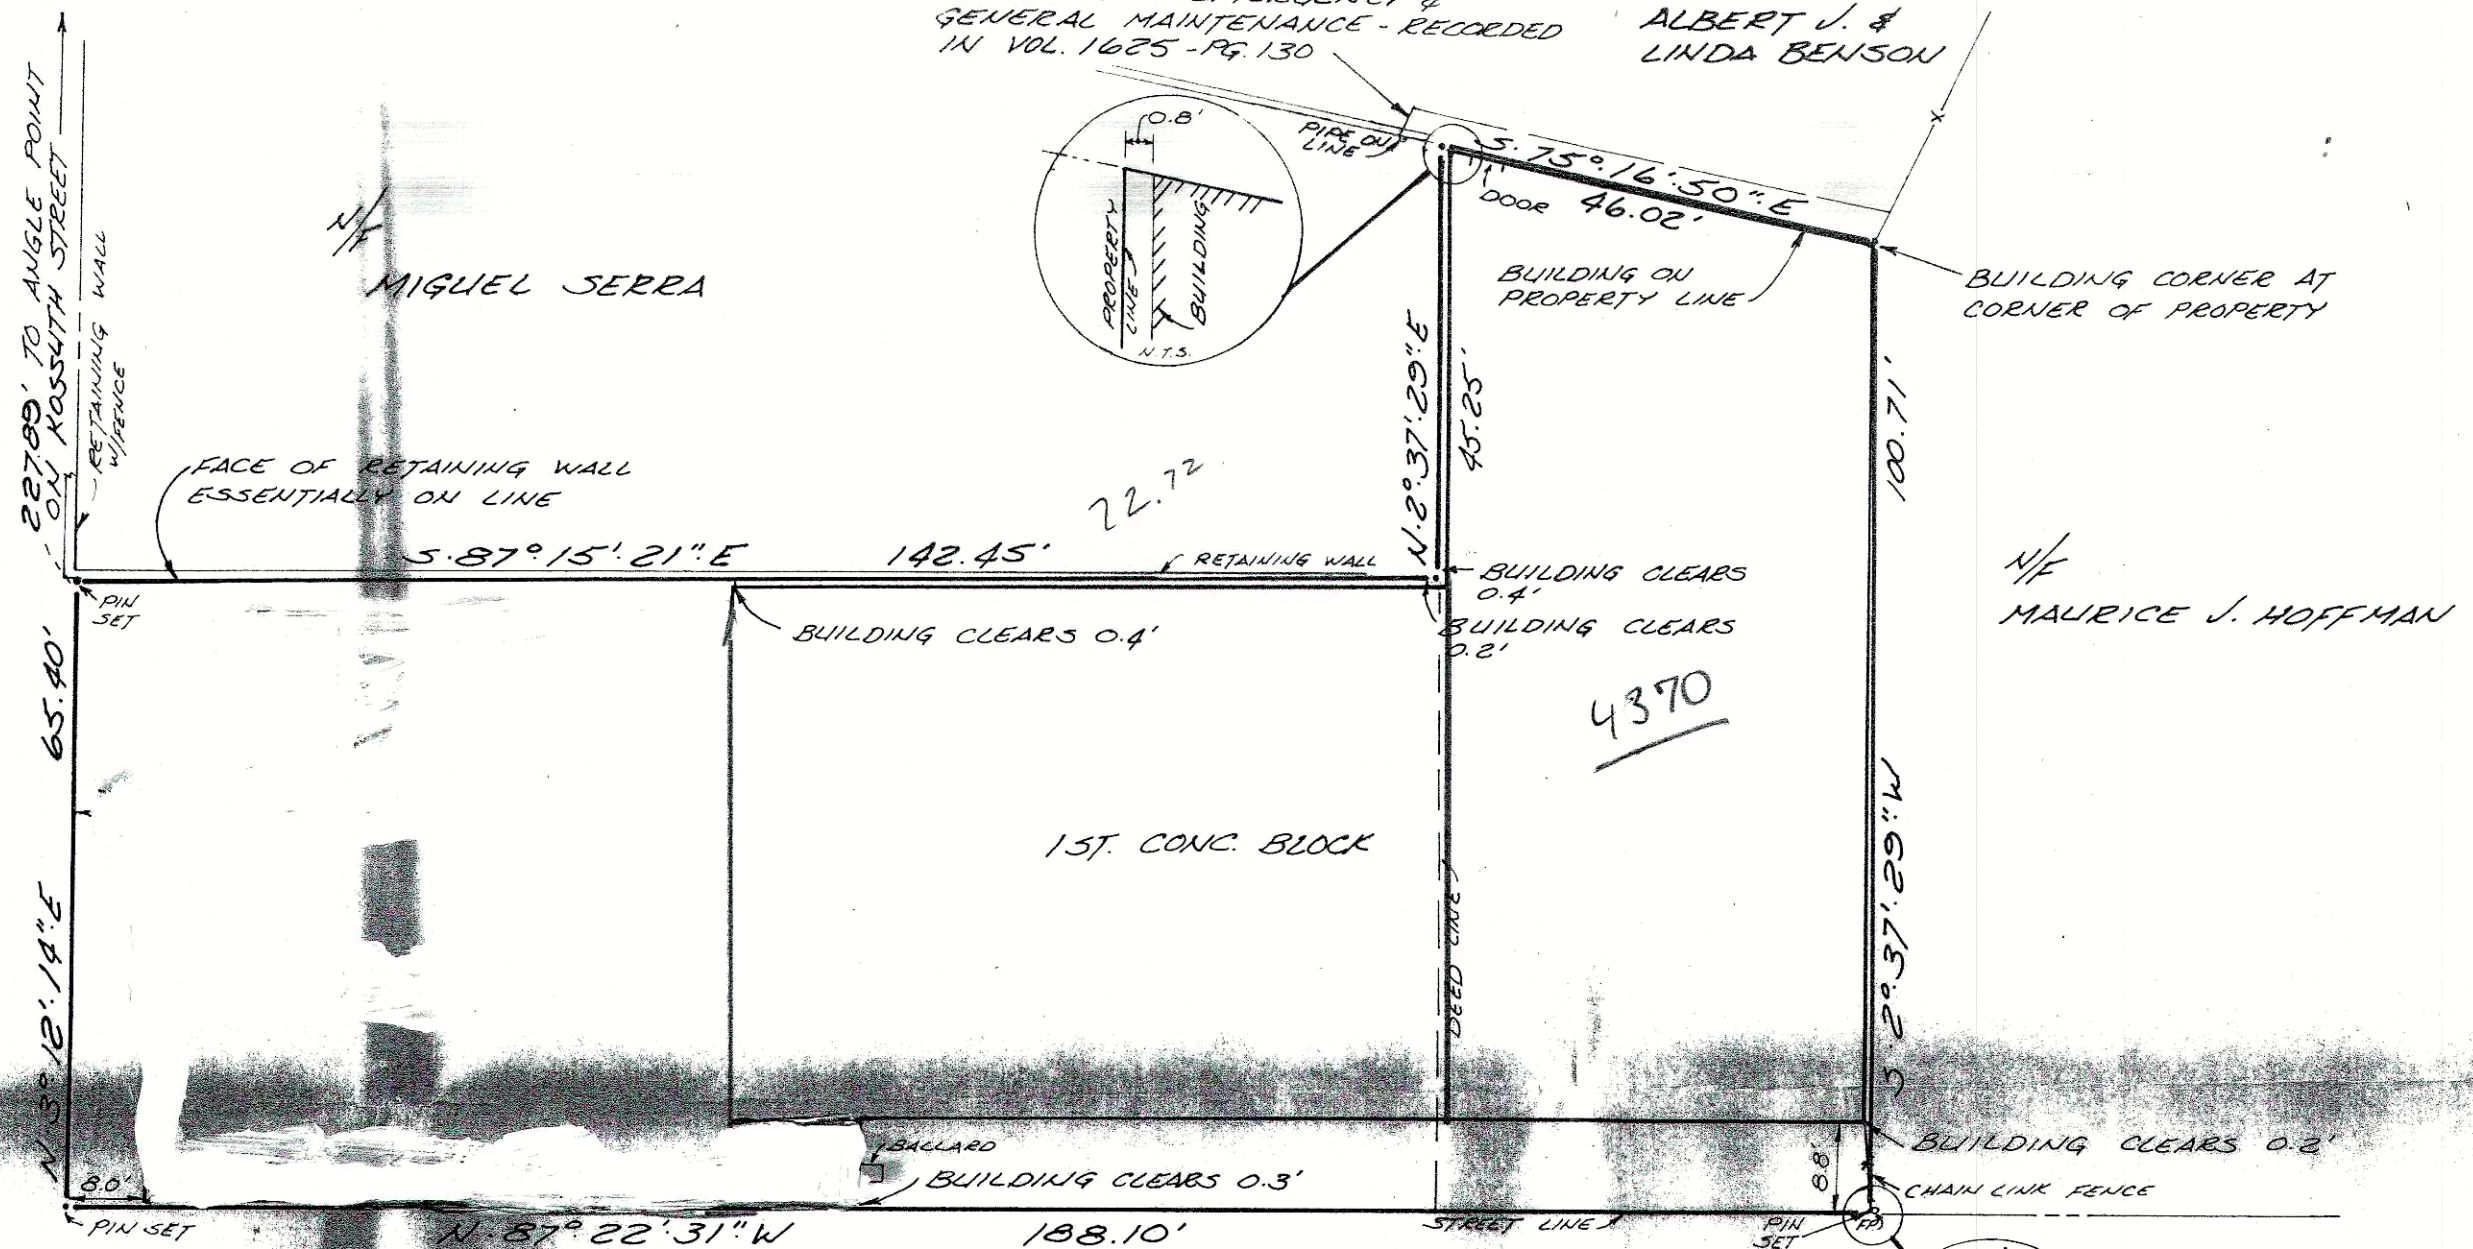 GENERAL MAINTENANCE - RECORDED
IN VOL. 1625 - PG. 130
ALBERT J. &
LINDA BENSON
227.89' TO ANGLE POINT
ON KOSSUTH STREET
RETAINING WALL
W/FENCE
N/F
MIGUEL SERRA
0.8'
PROPERTY
LINE
BUILDING
N.T.S.
PIPE ON
LINE
S. 75°. 16'. 50". E
46.02'
DOOR
BUILDING ON
PROPERTY LINE
BUILDING CORNER AT
CORNER OF PROPERTY
N. 2°. 37'. 29". E
45.25'
100.71'
S. 2°. 37'. 29". W
FACE OF RETAINING WALL
ESSENTIALLY ON LINE
22.72
S. 87°. 15'. 21". E
142.45'
RETAINING WALL
BUILDING CLEARS
0.4'
BUILDING CLEARS
0.2'
N/F
MAURICE J. HOFFMAN
PIN
SET
BUILDING CLEARS 0.4'
4370
65.40'
N. 3°. 12'. 14". E
1 ST. CONC. BLOCK
DEED LINE
BALLARD
BUILDING CLEARS 0.3'
8.8'
BUILDING CLEARS 0.2'
CHAIN LINK FENCE
8.0'
PIN SET
N. 87°. 22'. 31". W
188.10'
STREET LINE
PIN
SET